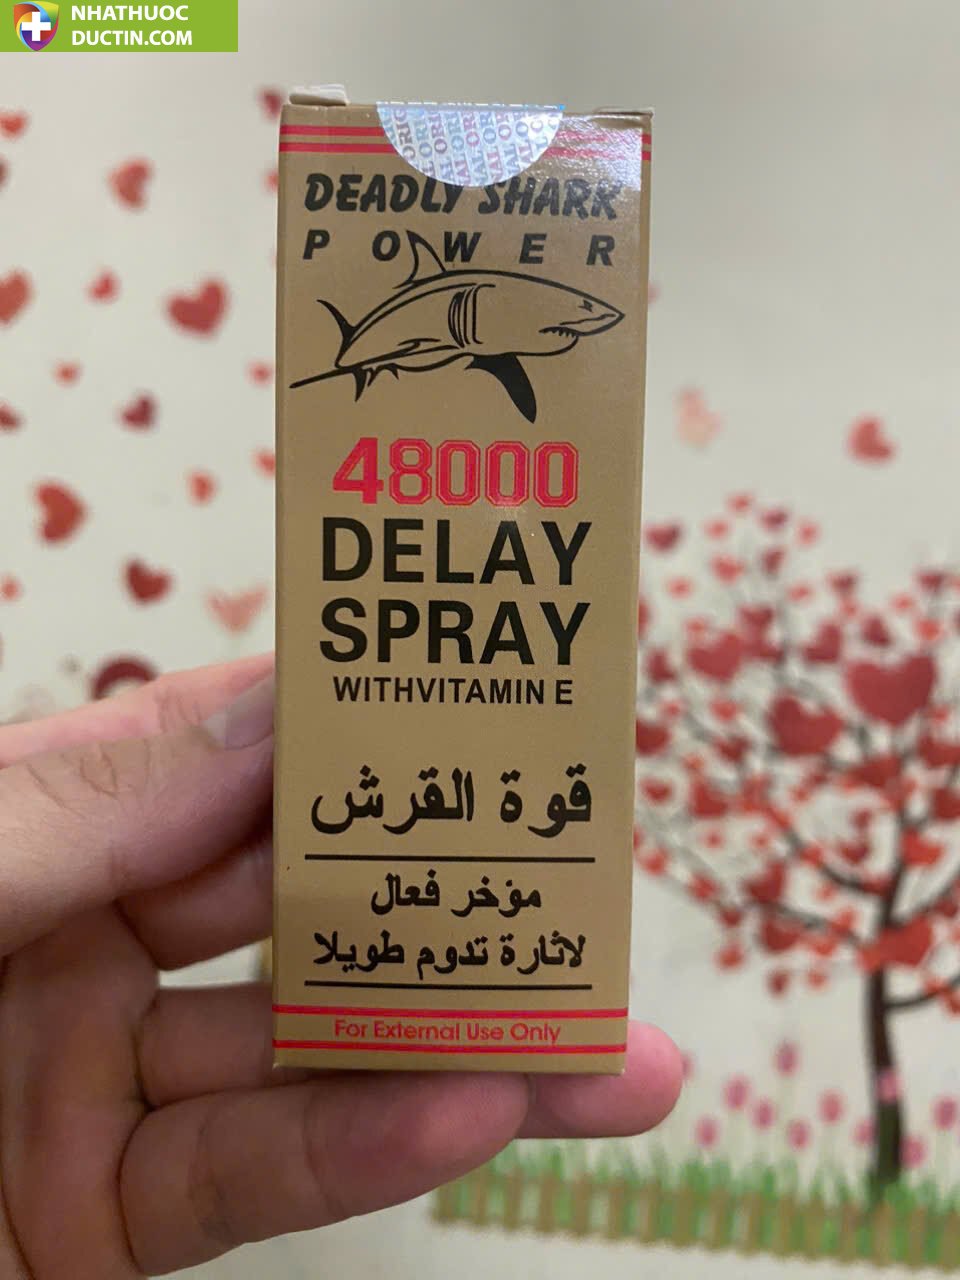 NHATHUOC
DUCTIN.COM
DEADLY SHARK
POWER
48000
DELAY
SPRAY
WITHVITAMIN E
قوة القرش
مؤخر فعال
لاثارة تدوم طويلا
For External Use Only